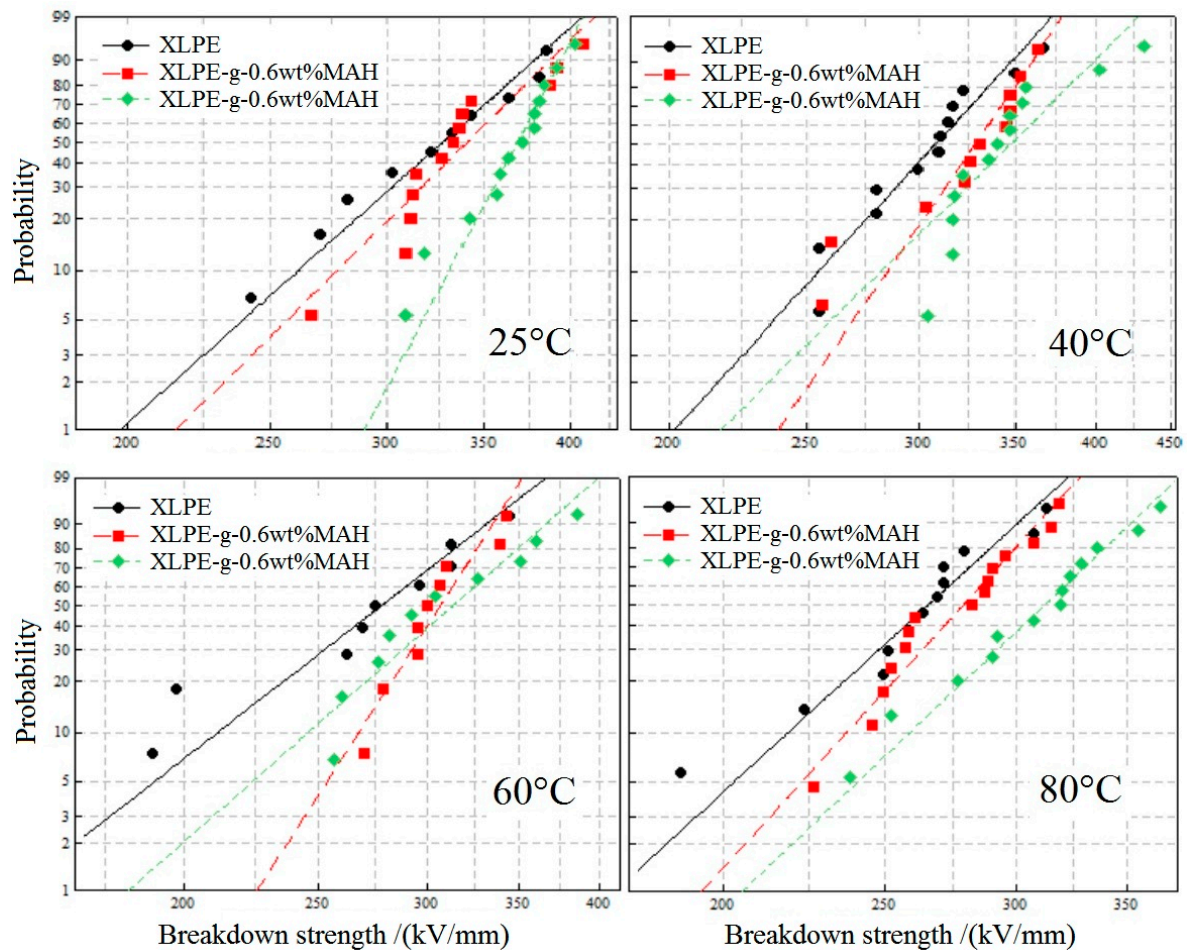 99
90
80
70
60
50
40
30
20
10
5
3
2
1
Probability
XLPE
XLPE-g-0.6wt%MAH
XLPE-g-0.6wt%MAH
25°C
200 250 300 350 400
XLPE
XLPE-g-0.6wt%MAH
XLPE-g-0.6wt%MAH
40°C
200 250 300 350 400 450
99
90
80
70
60
50
40
30
20
10
5
3
2
1
Probability
XLPE
XLPE-g-0.6wt%MAH
XLPE-g-0.6wt%MAH
60°C
200 250 300 350 400
Breakdown strength /(kV/mm)
XLPE
XLPE-g-0.6wt%MAH
XLPE-g-0.6wt%MAH
80°C
200 250 300 350
Breakdown strength /(kV/mm)